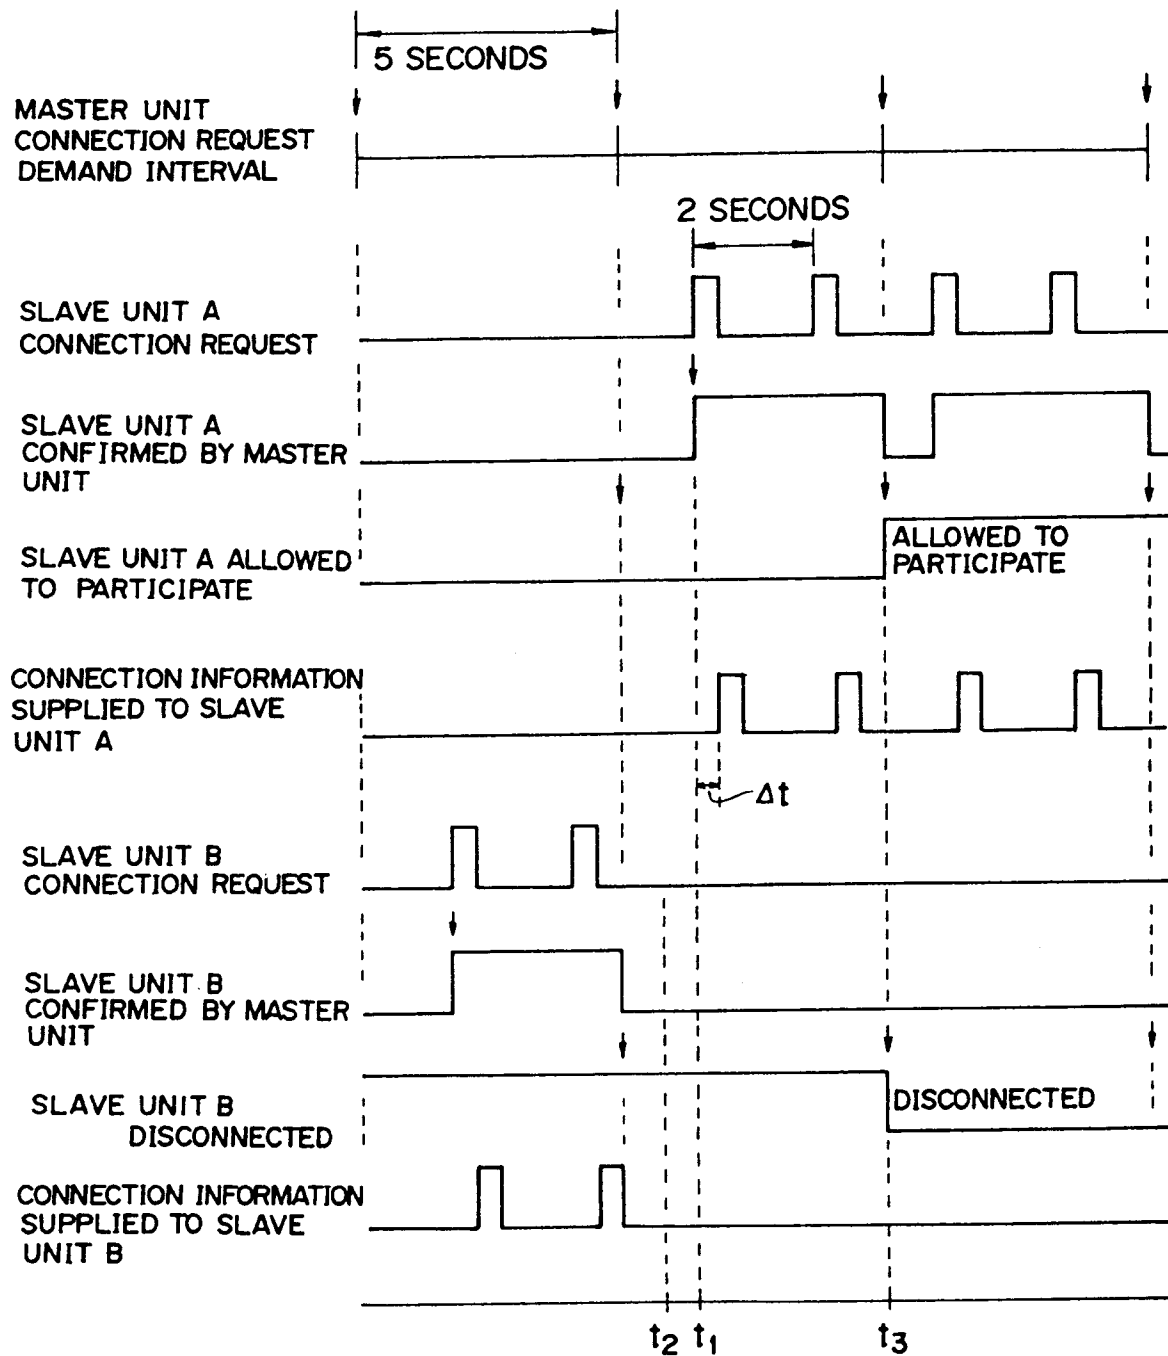 5 SECONDS
MASTER UNIT
CONNECTION REQUEST
DEMAND INTERVAL
2 SECONDS
SLAVE UNIT A
CONNECTION REQUEST
SLAVE UNIT A
CONFIRMED BY MASTER
UNIT
SLAVE UNIT A ALLOWED
TO PARTICIPATE
ALLOWED TO
PARTICIPATE
CONNECTION INFORMATION
SUPPLIED TO SLAVE
UNIT A
Δt
SLAVE UNIT B
CONNECTION REQUEST
SLAVE UNIT B
CONFIRMED BY MASTER
UNIT
SLAVE UNIT B
DISCONNECTED
DISCONNECTED
CONNECTION INFORMATION
SUPPLIED TO SLAVE
UNIT B
t2 t1 t3